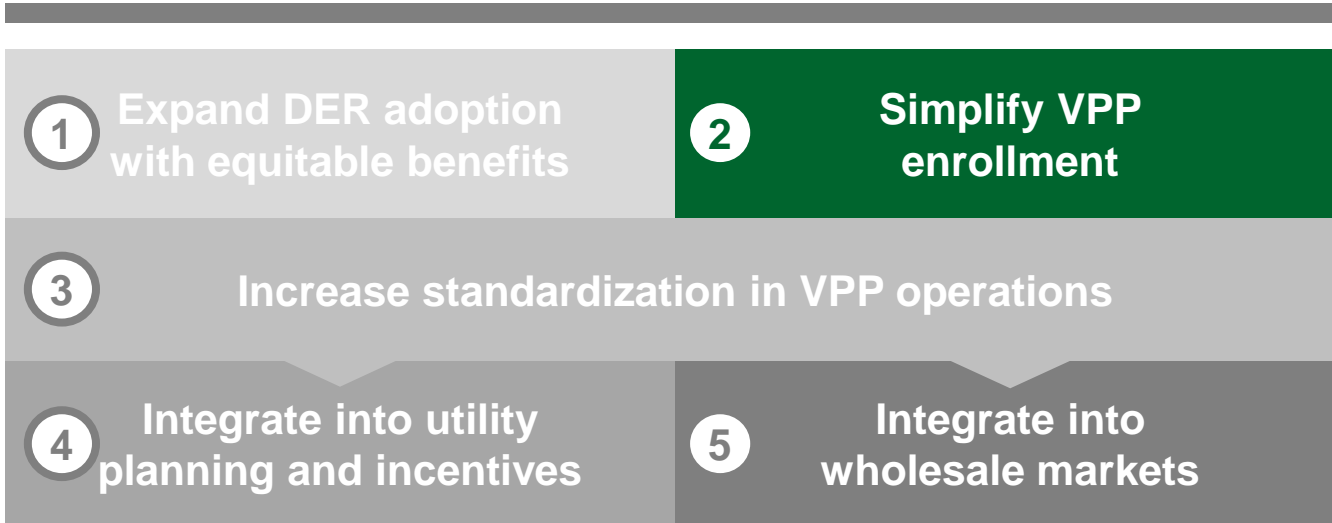 1
Expand DER adoption
with equitable benefits
2
Simplify VPP
enrollment
3
Increase standardization in VPP operations
4
Integrate into utility
planning and incentives
5
Integrate into
wholesale markets